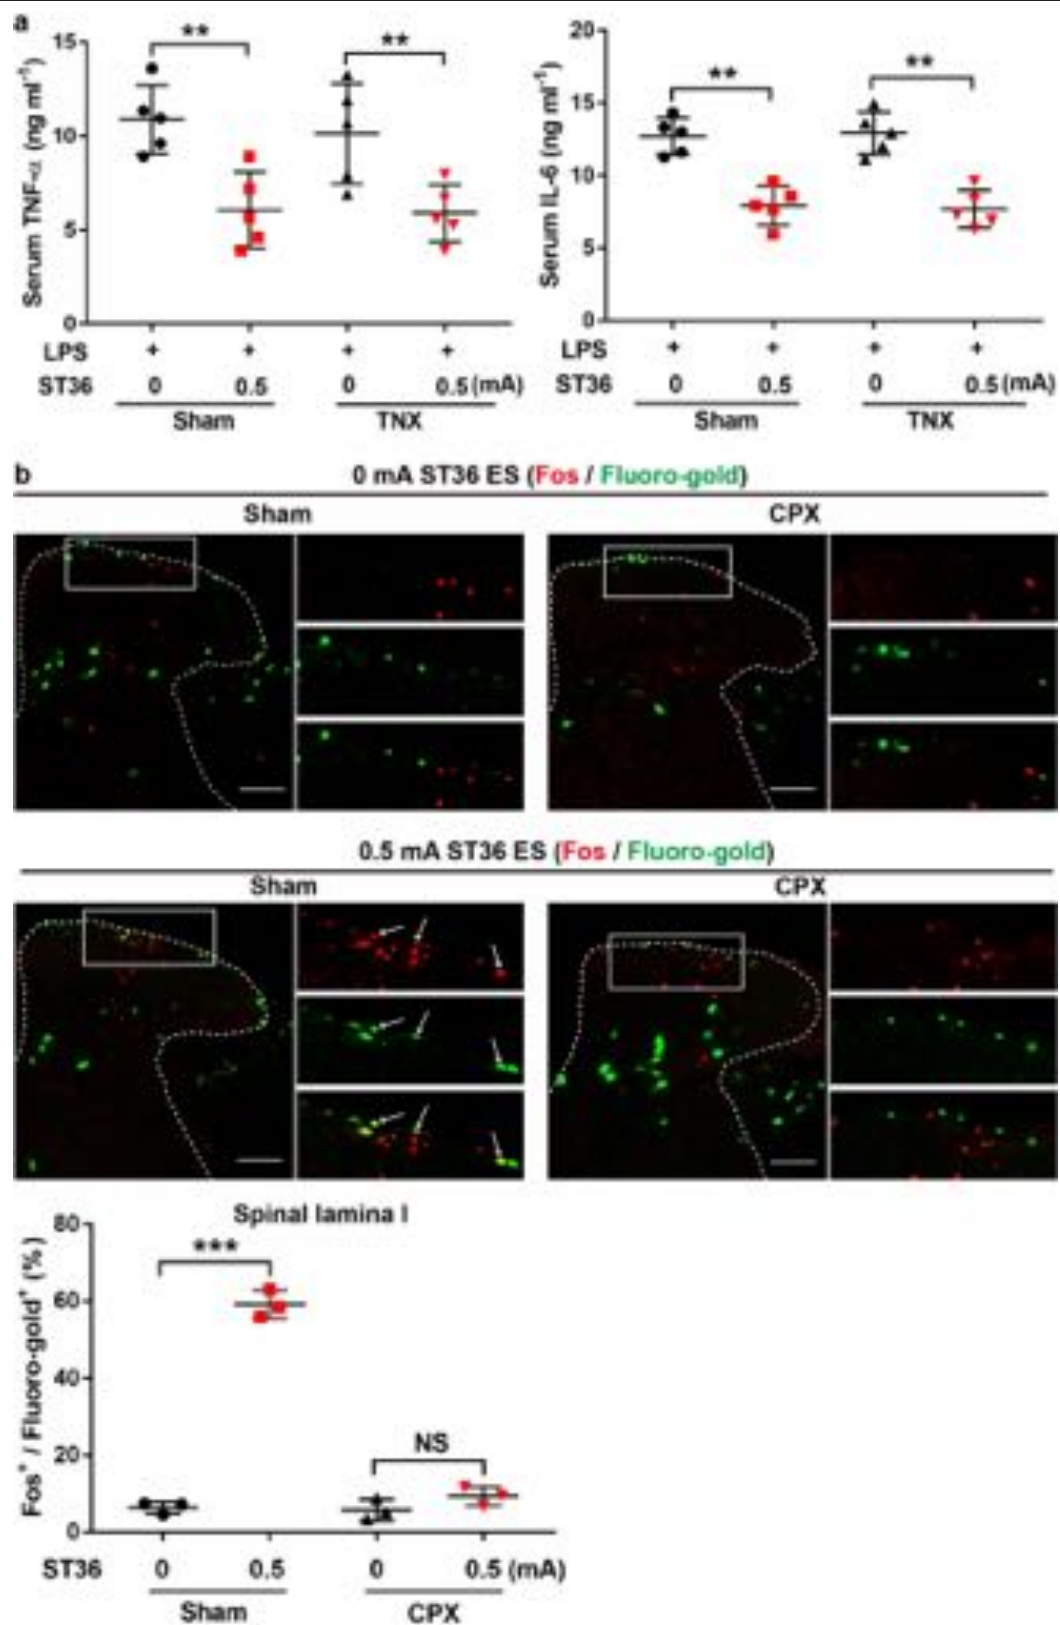 a
15
10
5
0
Serum TNF-α (ng ml⁻¹)
**
**
LPS + + + +
ST36 0 0.5 0 0.5 (mA)
Sham TNX
20
15
10
5
0
Serum IL-6 (ng ml⁻¹)
**
**
LPS + + + +
ST36 0 0.5 0 0.5 (mA)
Sham TNX
b
0 mA ST36 ES (Fos / Fluoro-gold)
Sham CPX
0.5 mA ST36 ES (Fos / Fluoro-gold)
Sham CPX
Spinal lamina I
80
60
40
20
0
Fos⁺ / Fluoro-gold⁺ (%)
***
NS
ST36 0 0.5 0 0.5 (mA)
Sham CPX